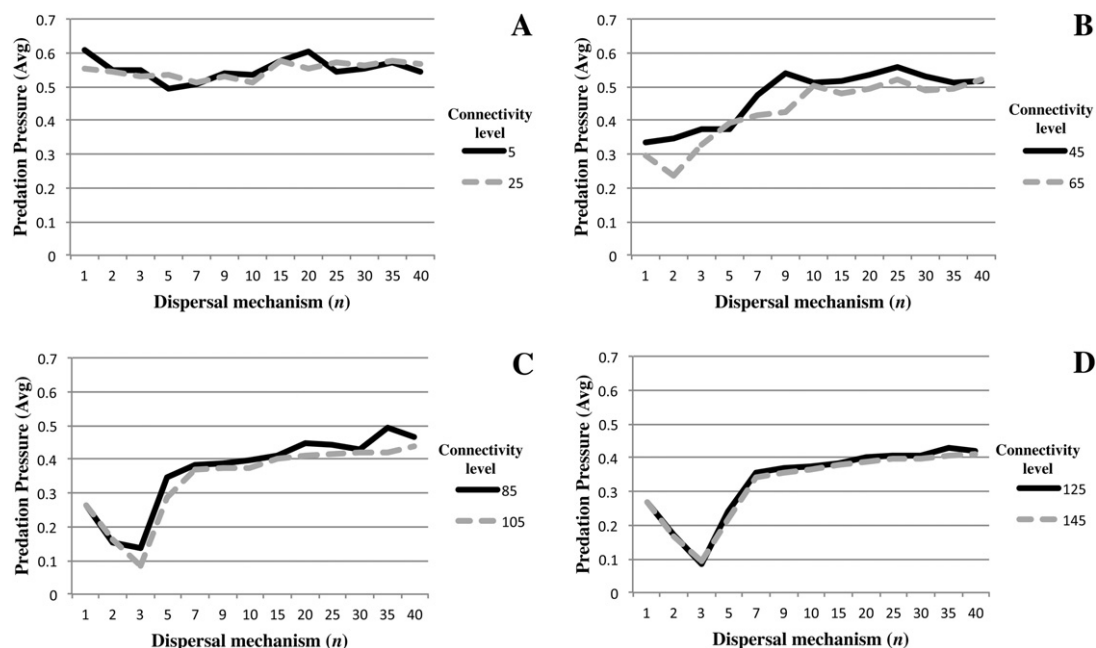 A
Predation Pressure (Avg)
0.7
0.6
0.5
0.4
0.3
0.2
0.1
0
1 2 3 5 7 9 10 15 20 25 30 35 40
Dispersal mechanism (n)
Connectivity
level
5
25
B
Predation Pressure (Avg)
0.7
0.6
0.5
0.4
0.3
0.2
0.1
0
1 2 3 5 7 9 10 15 20 25 30 35 40
Dispersal mechanism (n)
Connectivity
level
45
65
C
Predation Pressure (Avg)
0.7
0.6
0.5
0.4
0.3
0.2
0.1
0
1 2 3 5 7 9 10 15 20 25 30 35 40
Dispersal mechanism (n)
Connectivity
level
85
105
D
Predation Pressure (Avg)
0.7
0.6
0.5
0.4
0.3
0.2
0.1
0
1 2 3 5 7 9 10 15 20 25 30 35 40
Dispersal mechanism (n)
Connectivity
level
125
145